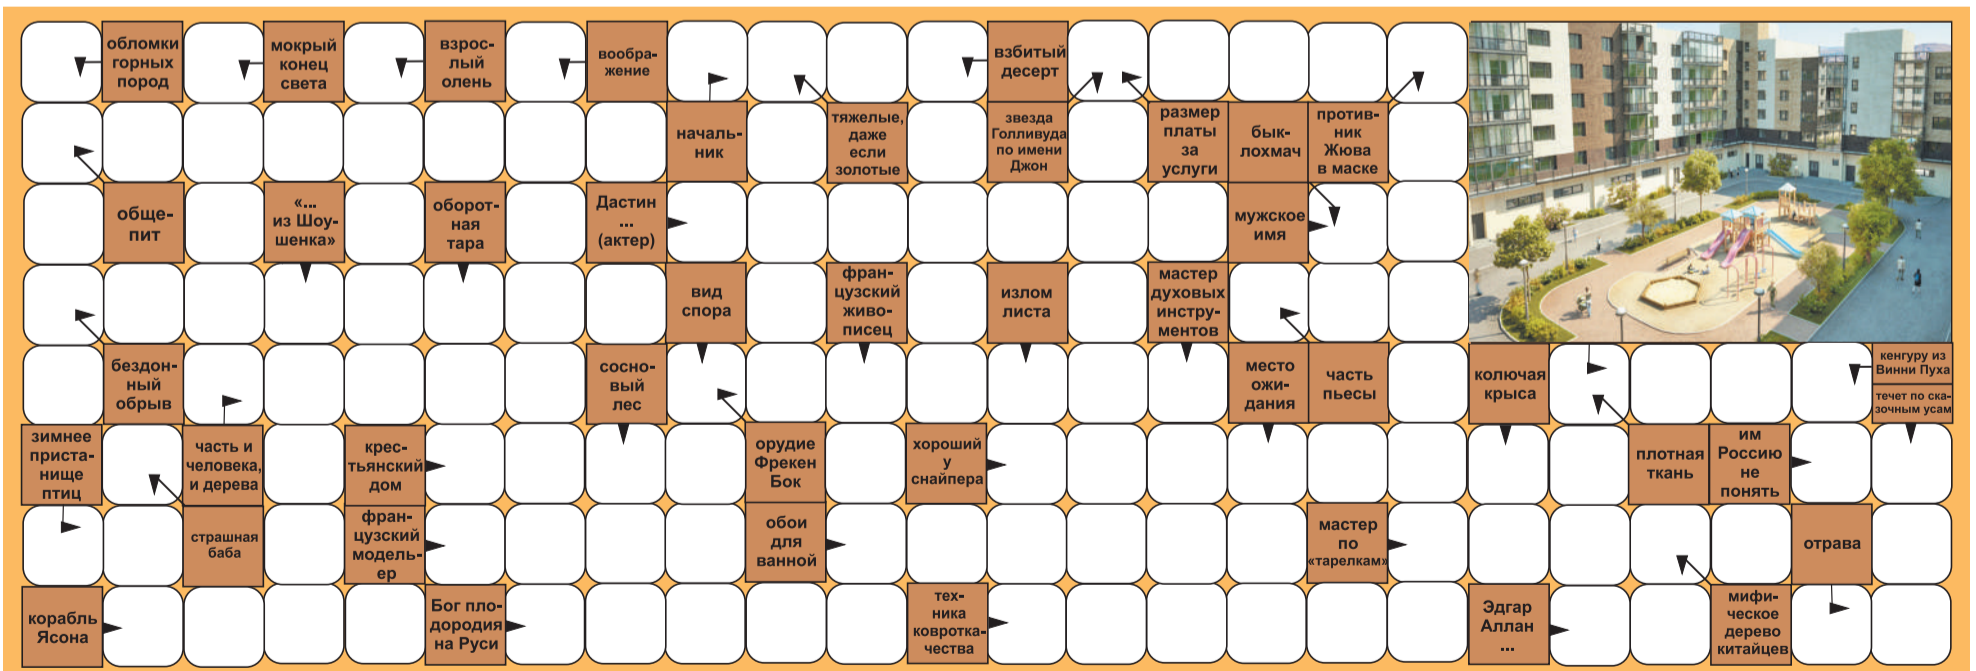 обломки
горных
пород
мокрый
конец
света
взрос-
лый
олень
вообра-
жение
взбитый
десерт
началь-
ник
тяжелые,
даже
если
золотые
звезда
Голливуда
по имени
Джон
размер
платы
за
услуги
бык-
лохмач
против-
ник
Жюва
в маске
обще-
пит
«...
из Шоу-
шенка»
оборот-
ная
тара
Дастин
...
(актер)
мужское
имя
вид
спора
фран-
цузский
живо-
писец
излом
листа
мастер
духовых
инстру-
ментов
бездон-
ный
обрыв
сосно-
вый
лес
место
ожи-
дания
часть
пьесы
колючая
крыса
кенгуру из
Винни Пуха
течет по ска-
зочным усам
зимнее
приста-
нище
птиц
часть и
человека,
и дерева
крес-
тьянский
дом
орудие
Фрекен
Бок
хороший
у
снайпера
плотная
ткань
им
Россию
не
понять
страшная
баба
фран-
цузский
модель-
ер
обои
для
ванной
мастер
по
«тарелкам»
отрава
корабль
Ясона
Бог пло-
дородия
на Руси
тех-
ника
ковротка-
чества
Эдгар
Аллан
...
мифи-
ческое
дерево
китайцев